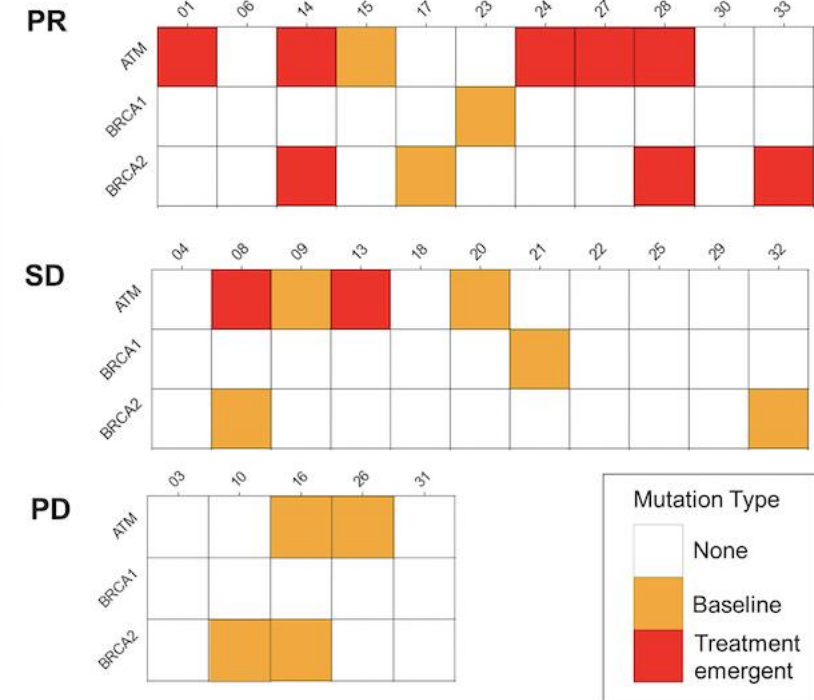 PR
01 06 14 15 17 23 24 27 28 30 33
ATM
BRCA1
BRCA2
SD
04 08 09 13 18 20 21 22 25 29 32
ATM
BRCA1
BRCA2
PD
03 10 16 26 31
ATM
BRCA1
BRCA2
Mutation Type
None
Baseline
Treatment
emergent